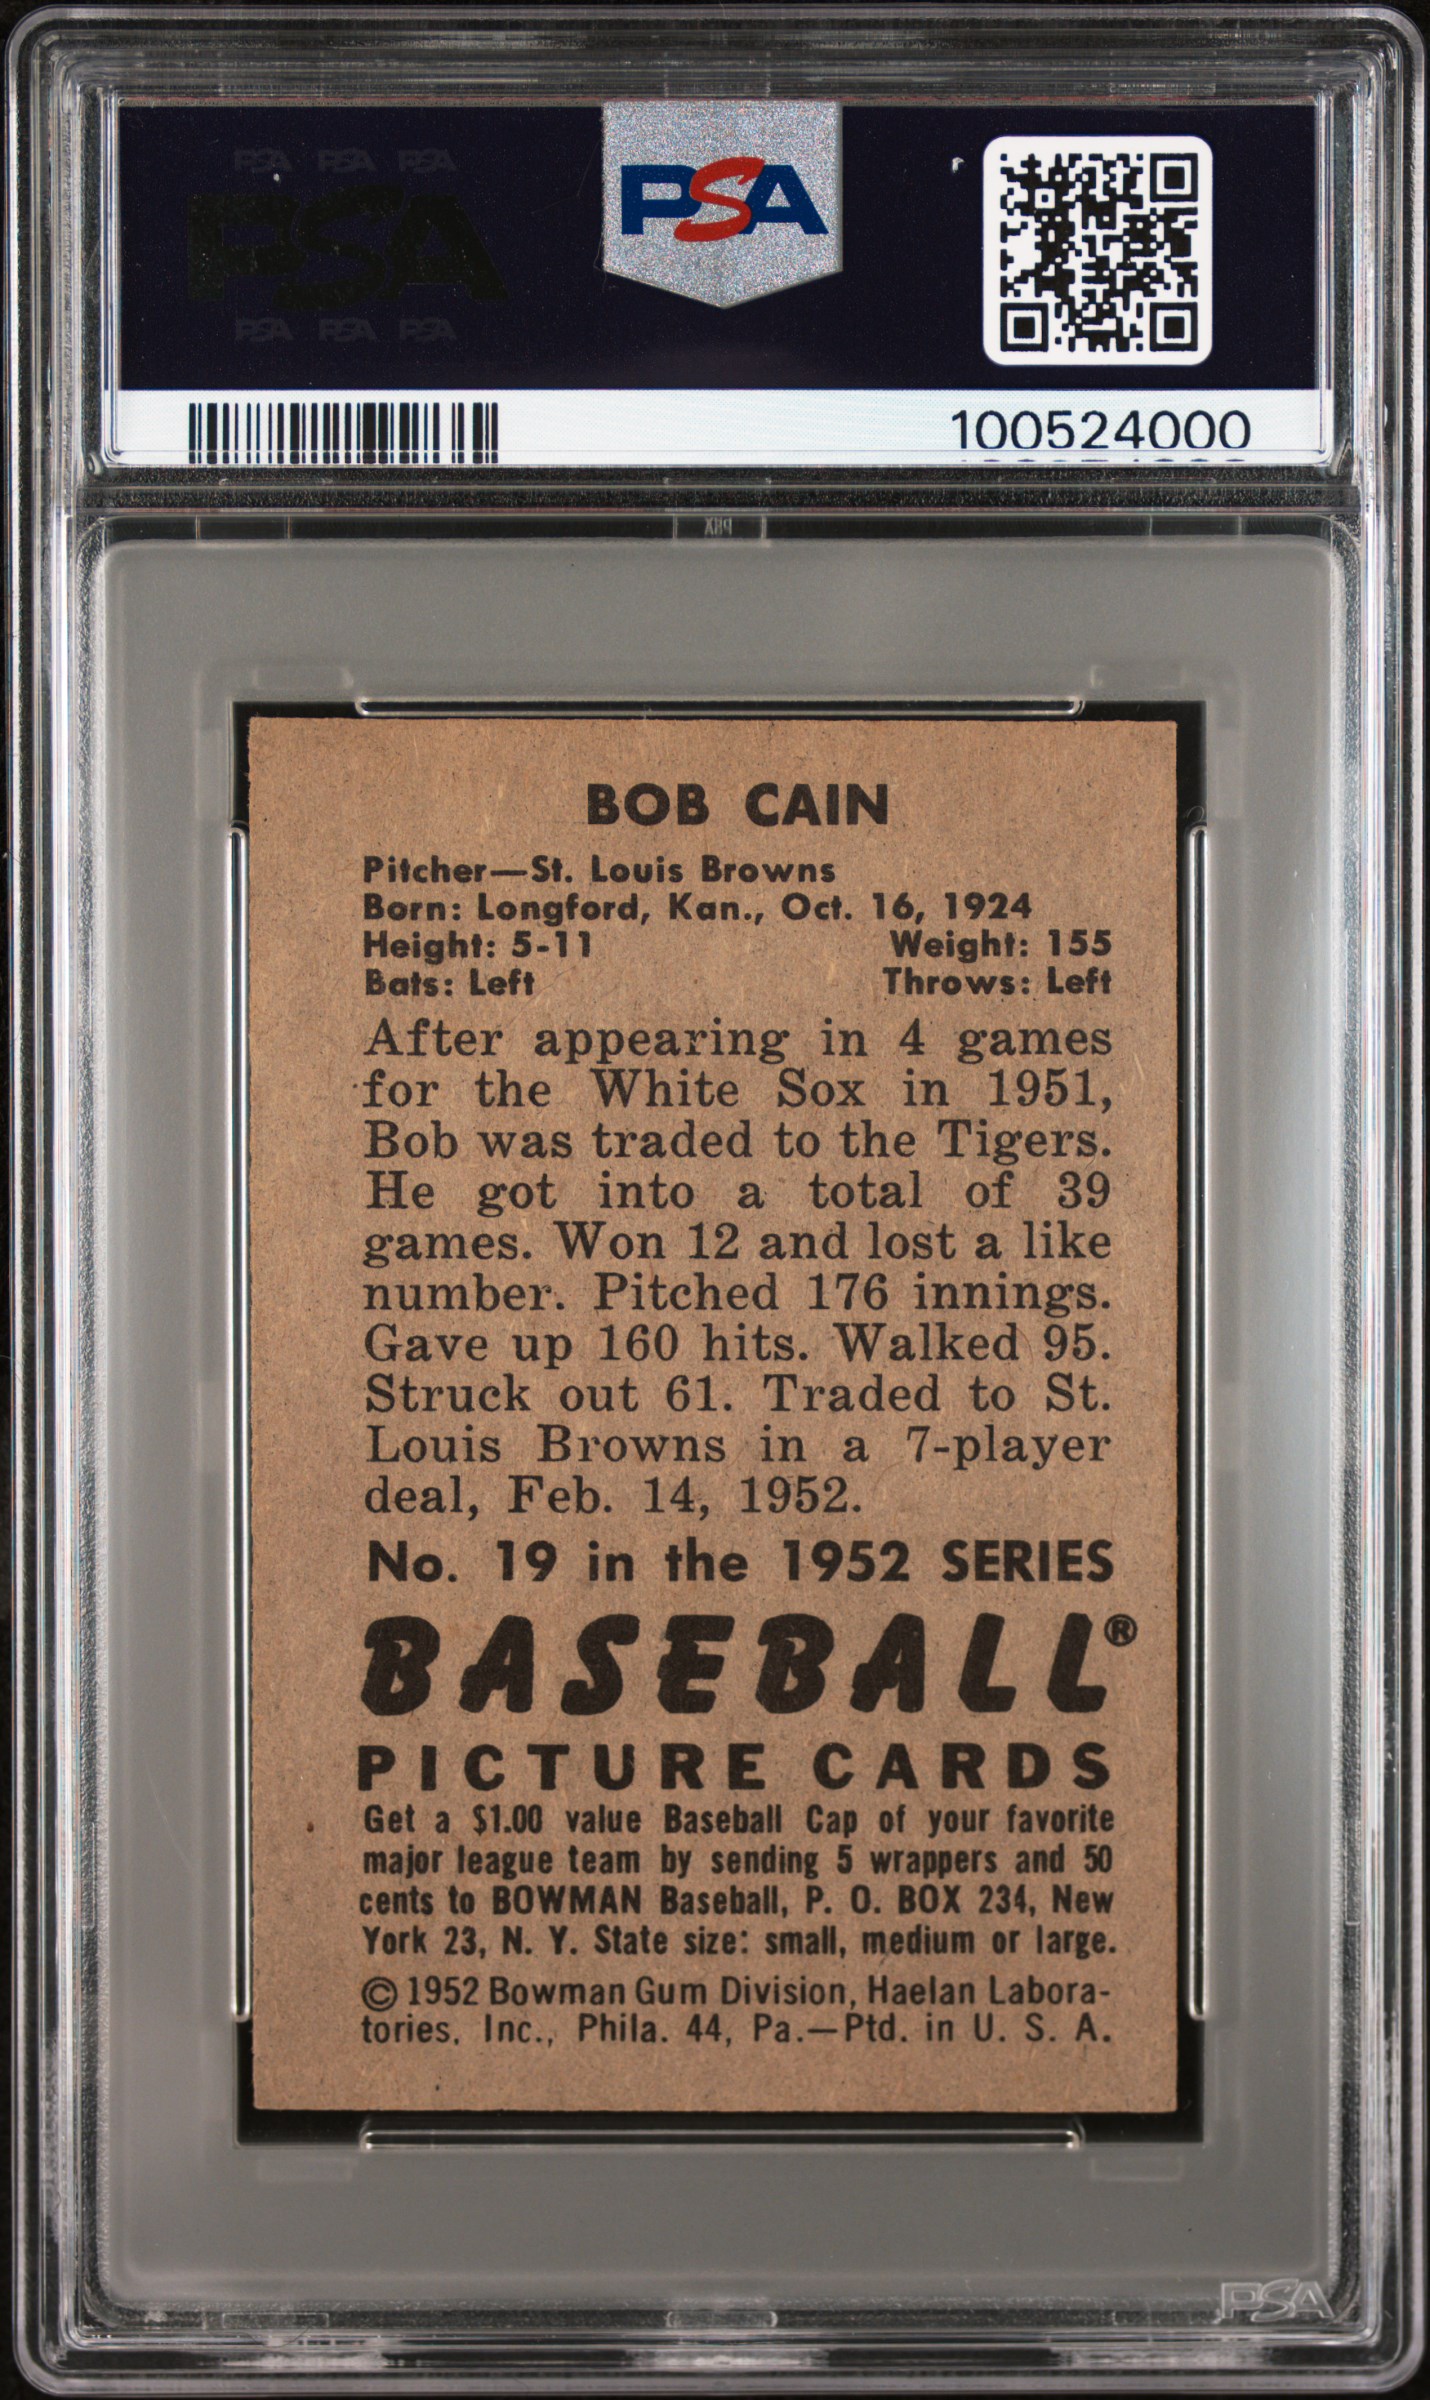 PSA PSA PSA
PSA
PSA PSA PSA
PSA
100524000
BOB CAIN
Pitcher—St. Louis Browns
Born: Longford, Kan., Oct. 16, 1924
Height: 5-11 Weight: 155
Bats: Left Throws: Left
After appearing in 4 games
for the White Sox in 1951,
Bob was traded to the Tigers.
He got into a total of 39
games. Won 12 and lost a like
number. Pitched 176 innings.
Gave up 160 hits. Walked 95.
Struck out 61. Traded to St.
Louis Browns in a 7-player
deal, Feb. 14, 1952.
No. 19 in the 1952 SERIES
BASEBALL®
PICTURE CARDS
Get a $1.00 value Baseball Cap of your favorite
major league team by sending 5 wrappers and 50
cents to BOWMAN Baseball, P. O. BOX 234, New
York 23, N. Y. State size: small, medium or large.
© 1952 Bowman Gum Division, Haelan Labora-
tories, Inc., Phila. 44, Pa.—Ptd. in U. S. A.
PSA